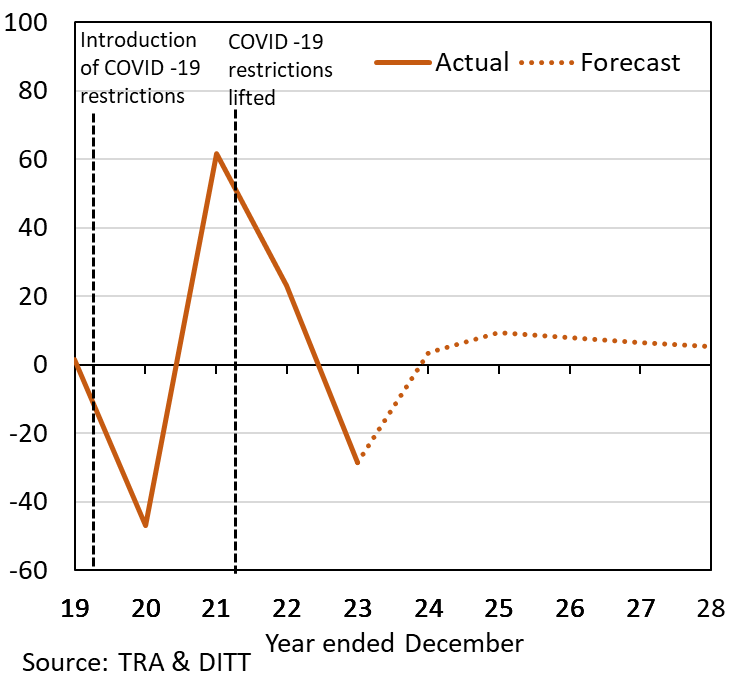 100
80
60
40
20
0
-20
-40
-60
Introduction
of COVID -19
restrictions
COVID -19
restrictions
lifted
Actual
Forecast
19 20 21 22 23 24 25 26 27 28
Year ended December
Source: TRA & DITT